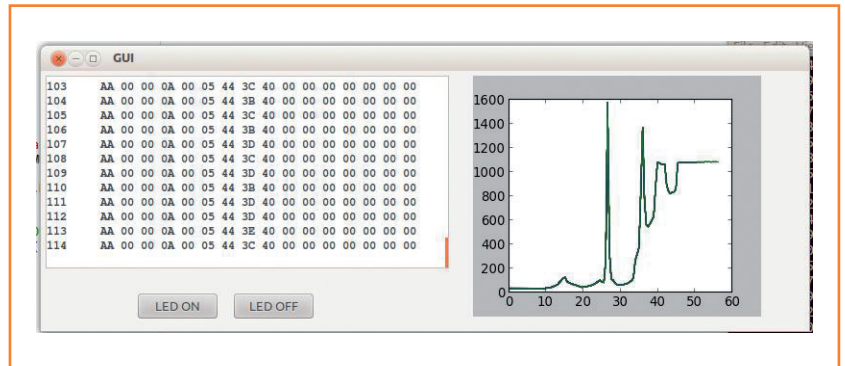 GUI
103 AA 00 00 0A 00 05 44 3C 40 00 00 00 00 00 00 00
104 AA 00 00 0A 00 05 44 3B 40 00 00 00 00 00 00 00
105 AA 00 00 0A 00 05 44 3C 40 00 00 00 00 00 00 00
106 AA 00 00 0A 00 05 44 3B 40 00 00 00 00 00 00 00
107 AA 00 00 0A 00 05 44 3D 40 00 00 00 00 00 00 00
108 AA 00 00 0A 00 05 44 3C 40 00 00 00 00 00 00 00
109 AA 00 00 0A 00 05 44 3D 40 00 00 00 00 00 00 00
110 AA 00 00 0A 00 05 44 3B 40 00 00 00 00 00 00 00
111 AA 00 00 0A 00 05 44 3D 40 00 00 00 00 00 00 00
112 AA 00 00 0A 00 05 44 3D 40 00 00 00 00 00 00 00
113 AA 00 00 0A 00 05 44 3E 40 00 00 00 00 00 00 00
114 AA 00 00 0A 00 05 44 3C 40 00 00 00 00 00 00 00
LED ON LED OFF
1600
1400
1200
1000
800
600
400
200
0
0 10 20 30 40 50 60